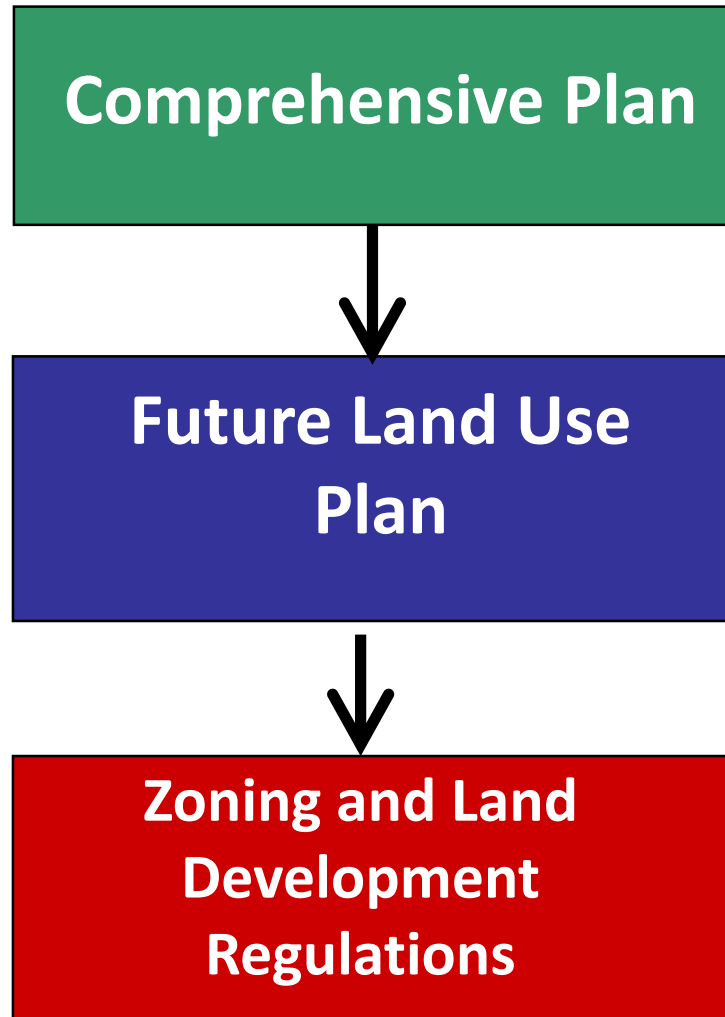 Comprehensive Plan
Future Land Use
Plan
Zoning and Land
Development
Regulations